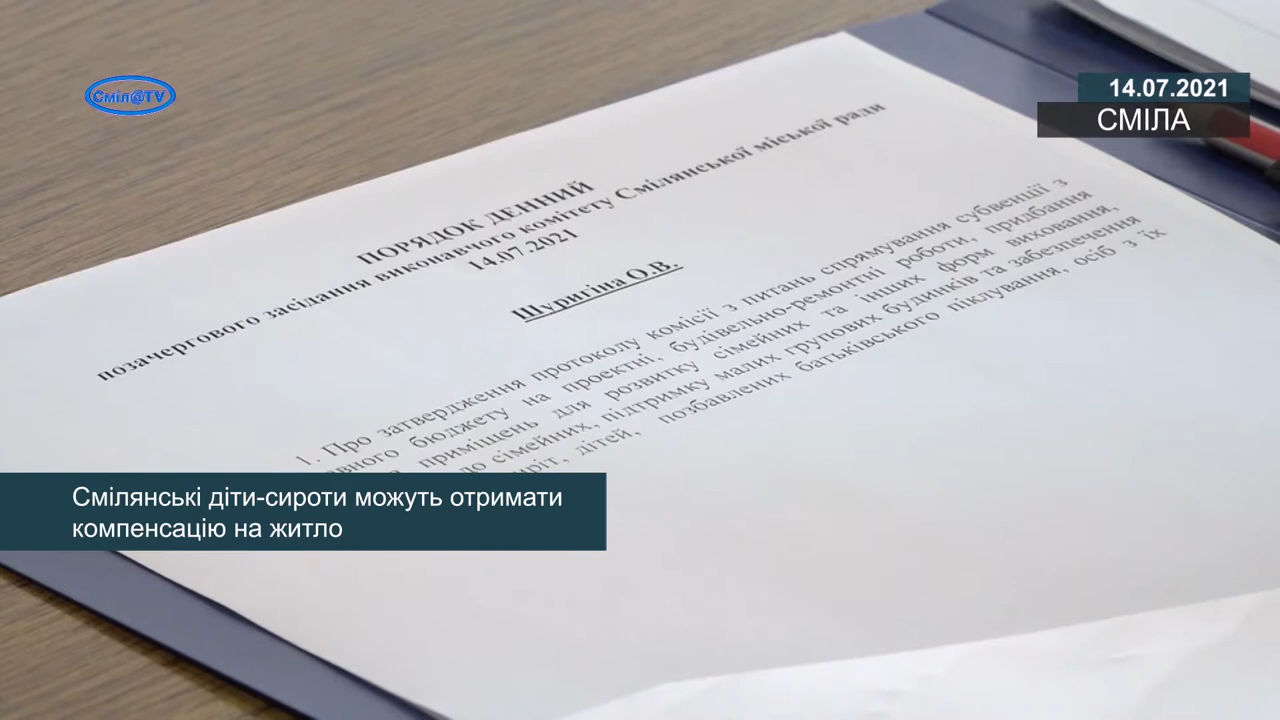 Сміл@TV
14.07.2021
СМІЛА
ПОРЯДОК ДЕННИЙ
позачергового засідання виконавчого комітету Смілянської міської ради
14.07.2021
Шуригіна О.В.
1. Про затвердження протоколу комісії з питань спрямування субвенції з
бюджету на проектні, будівельно-ремонтні роботи, придбання
приміщень для розвитку сімейних та інших форм виховання,
до сімейних, підтримку малих групових будинків та забезпечення
дітей, позбавлених батьківського піклування, осіб з їх
Смілянські діти-сироти можуть отримати
компенсацію на житло